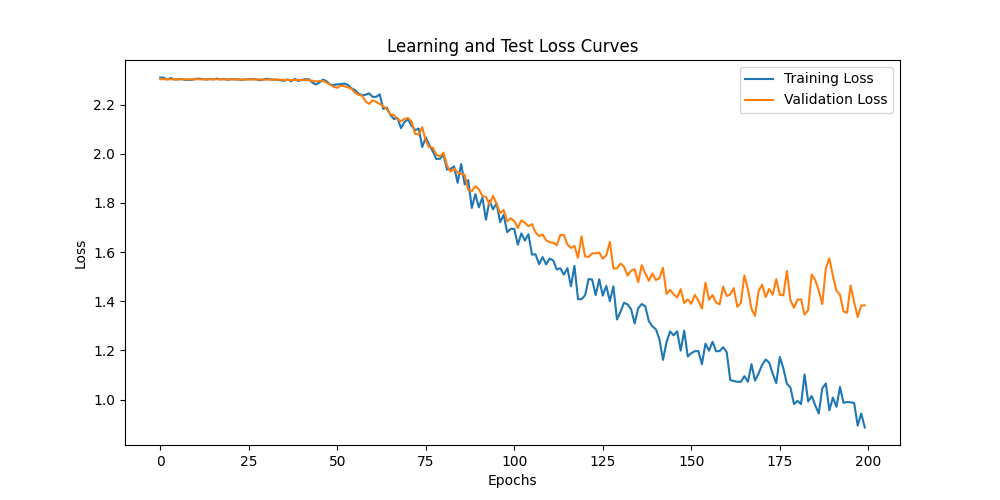 Learning and Test Loss Curves
Training Loss
Validation Loss
2.2
2.0
1.8
1.6
1.4
1.2
1.0
Loss
0 25 50 75 100 125 150 175 200
Epochs